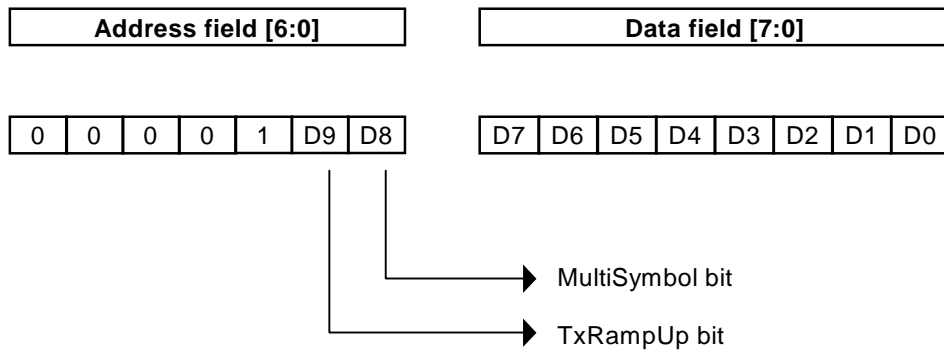 Address field [6:0] Data field [7:0]
0 0 0 0 1 D9 D8 D7 D6 D5 D4 D3 D2 D1 D0
MultiSymbol bit
TxRampUp bit